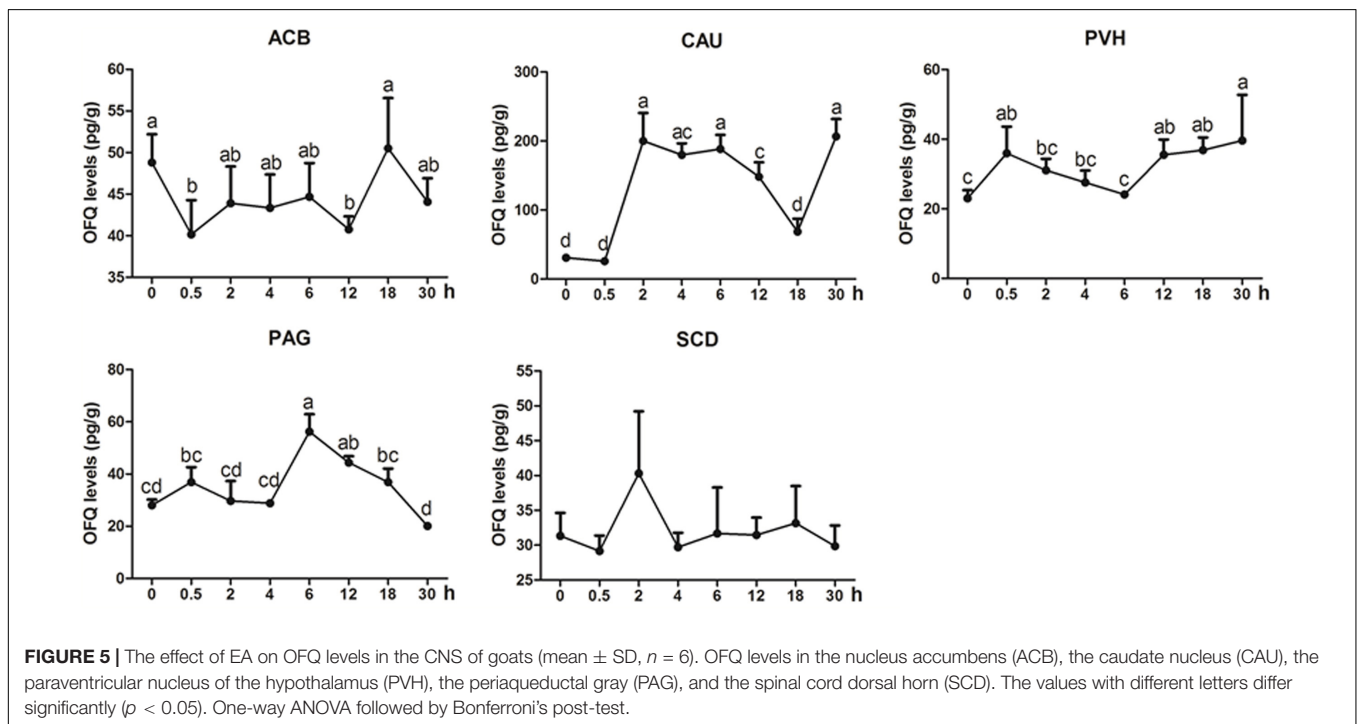 ACB
OFQ levels (pg/g)
60
55
50
45
40
35
a
b
ab
ab
ab
b
a
ab
0 0.5 2 4 6 12 18 30 h
CAU
OFQ levels (pg/g)
300
200
100
0
d
d
a
ac
a
c
d
a
0 0.5 2 4 6 12 18 30 h
PVH
OFQ levels (pg/g)
60
40
20
0
c
ab
bc
bc
c
ab
ab
a
0 0.5 2 4 6 12 18 30 h
PAG
OFQ levels (pg/g)
80
60
40
20
0
cd
bc
cd
cd
a
ab
bc
d
0 0.5 2 4 6 12 18 30 h
SCD
OFQ levels (pg/g)
55
50
45
40
35
30
25
0 0.5 2 4 6 12 18 30 h
FIGURE 5 | The effect of EA on OFQ levels in the CNS of goats (mean ± SD, n = 6). OFQ levels in the nucleus accumbens (ACB), the caudate nucleus (CAU), the
paraventricular nucleus of the hypothalamus (PVH), the periaqueductal gray (PAG), and the spinal cord dorsal horn (SCD). The values with different letters differ
significantly (p < 0.05). One-way ANOVA followed by Bonferroni's post-test.